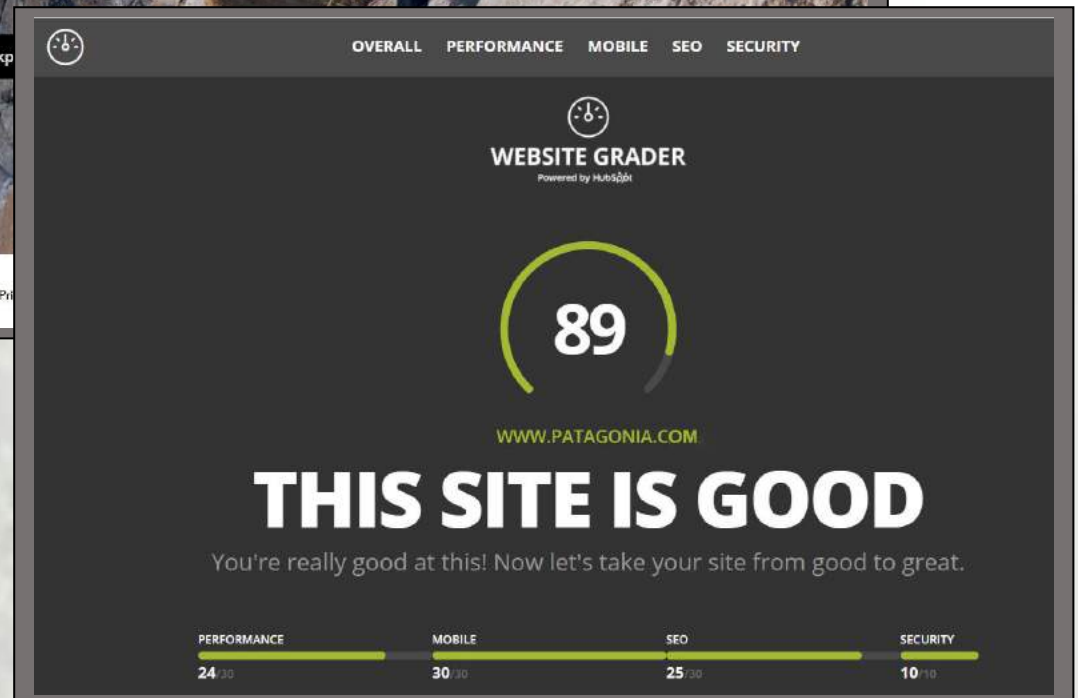 OVERALL PERFORMANCE MOBILE SEO SECURITY
WEBSITE GRADER
Powered by HubSpot
89
WWW.PATAGONIA.COM
THIS SITE IS GOOD
You're really good at this! Now let's take your site from good to great.
PERFORMANCE MOBILE SEO SECURITY
24/30 30/30 25/30 10/10